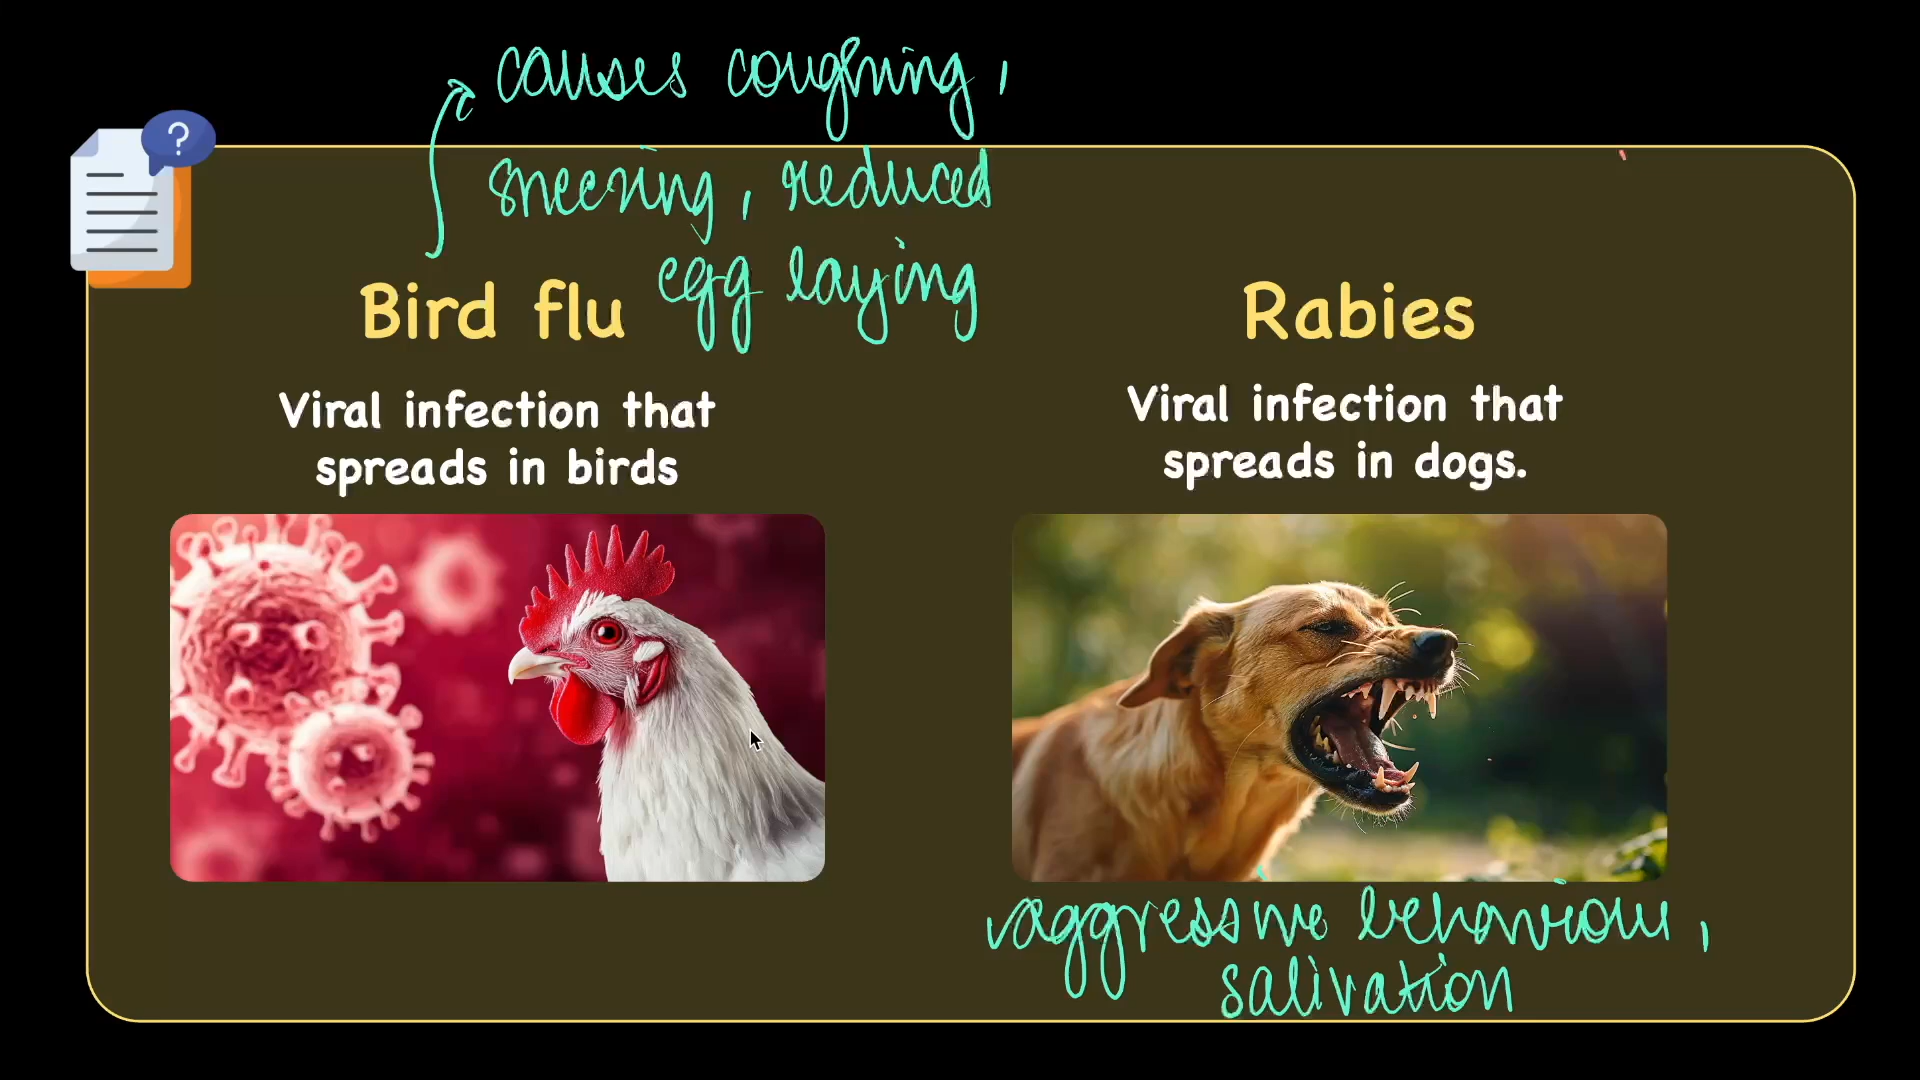 causes coughing,
sneezing, reduced
egg laying
?
Bird flu
Viral infection that
spreads in birds
Rabies
Viral infection that
spreads in dogs.
aggressive behaviour,
salivation